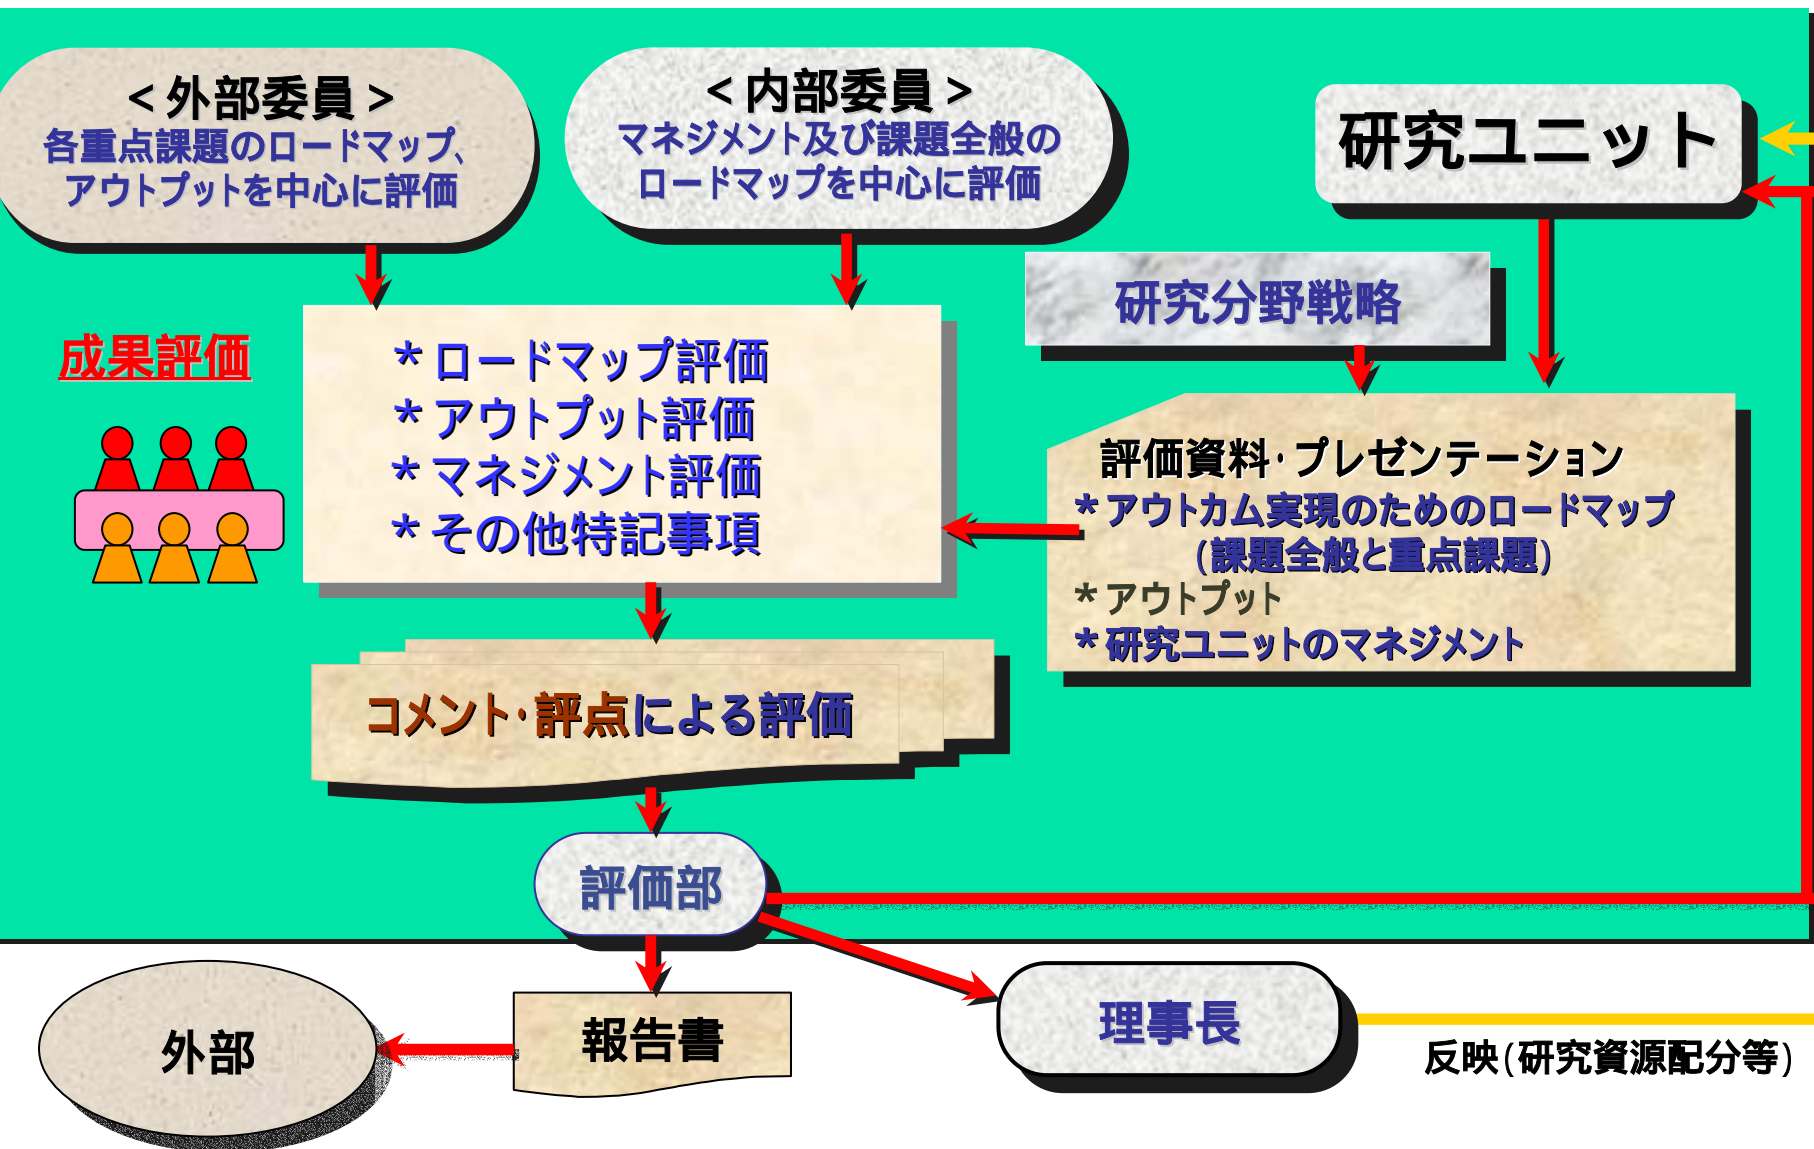 ＜外部委員＞
各重点課題のロードマップ、
アウトプットを中心に評価
＜内部委員＞
マネジメント及び課題全般の
ロードマップを中心に評価
研究ユニット
研究分野戦略
成果評価
＊ロードマップ評価
＊アウトプット評価
＊マネジメント評価
＊その他特記事項
評価資料・プレゼンテーション
＊アウトカム実現のためのロードマップ
(課題全般と重点課題)
＊アウトプット
＊研究ユニットのマネジメント
コメント・評点による評価
評価部
外部
報告書
理事長
反映(研究資源配分等)